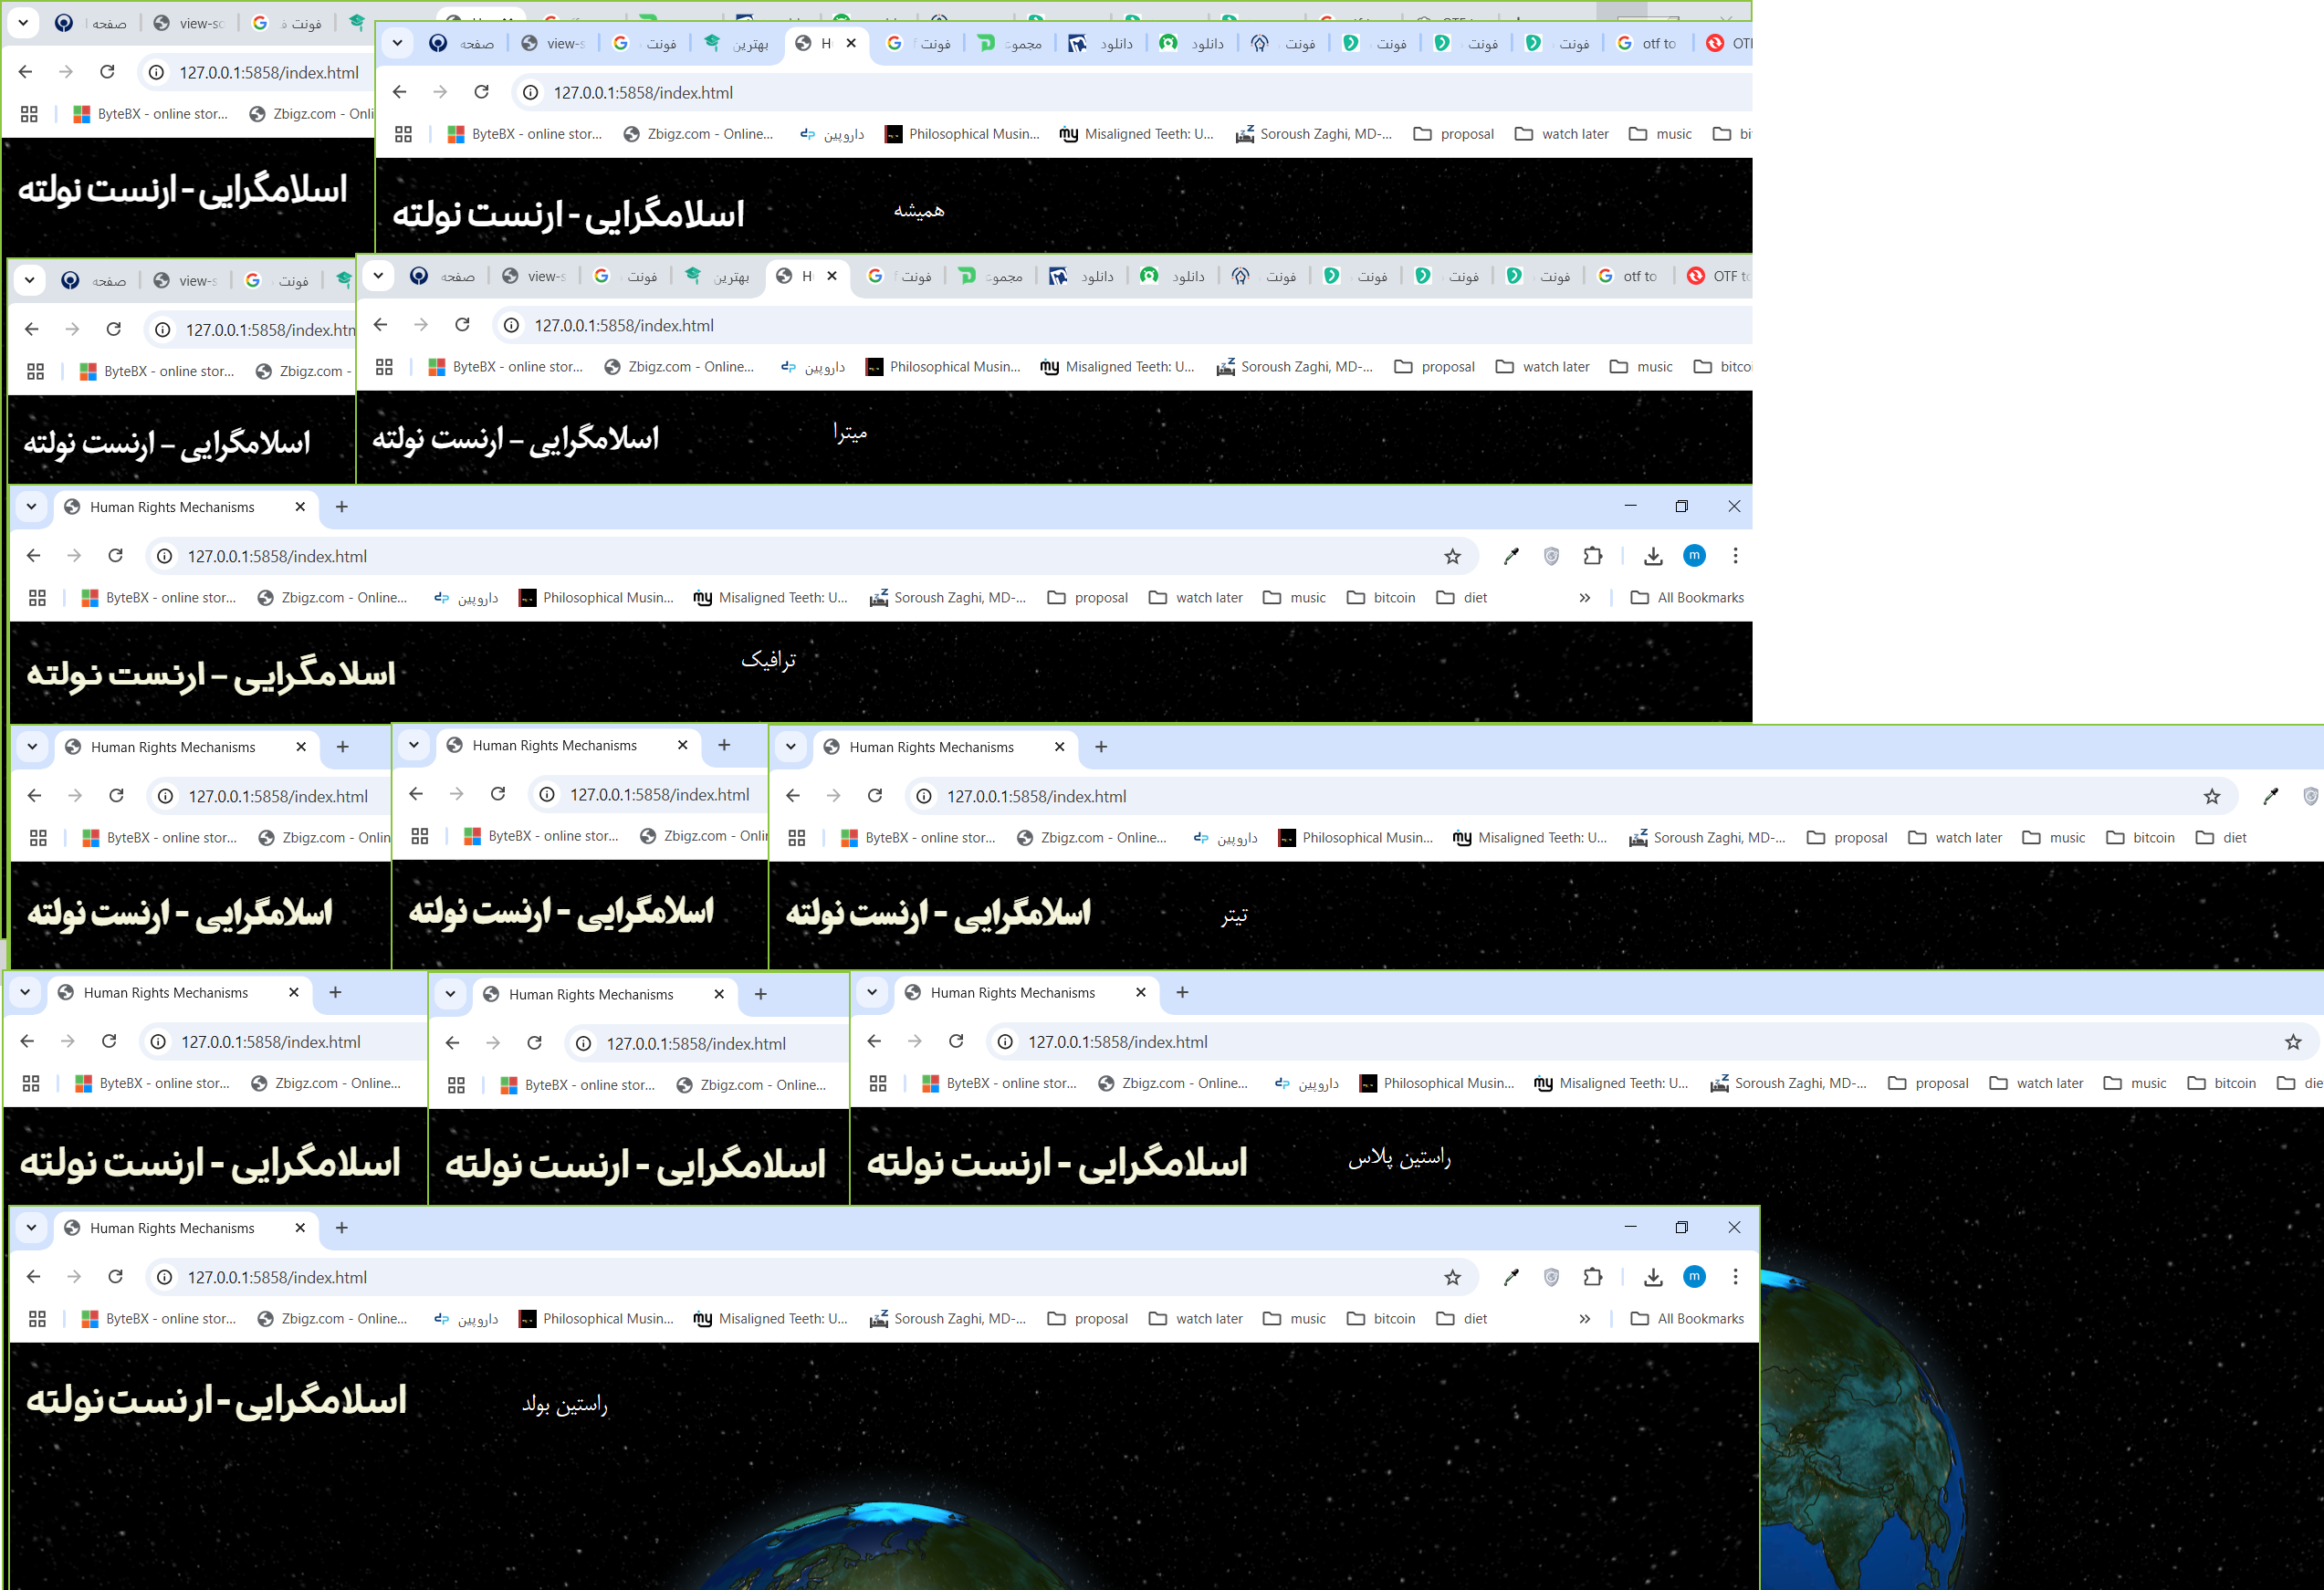 صفحه view-s فونت
127.0.0.1:5858/index.html
ByteBX - online stor... Zbigz.com - Onli
اسلامگرایی - ارنست نولته
صفحه view-s فونت بهترین H فونت مجموع دانلود دانلود فونت فونت فونت فونت otf to OTI
127.0.0.1:5858/index.html
ByteBX - online stor... Zbigz.com - Online... داروپین Philosophical Musin... Misaligned Teeth: U... Soroush Zaghi, MD-... proposal watch later music bi
اسلامگرایی - ارنست نولته همیشه
صفحه view-s فونت
127.0.0.1:5858/index.htm
ByteBX - online stor... Zbigz.com -
اسلامگرایی – ارنست نولته
صفحه view-s فونت بهترین H فونت مجموع دانلود دانلود فونت فونت فونت فونت otf to OTF to
127.0.0.1:5858/index.html
ByteBX - online stor... Zbigz.com - Online... داروپین Philosophical Musin... Misaligned Teeth: U... Soroush Zaghi, MD-... proposal watch later music bitcoi
اسلامگرایی – ارنست نولته میترا
Human Rights Mechanisms
127.0.0.1:5858/index.html
m
ByteBX - online stor... Zbigz.com - Online... داروپین Philosophical Musin... Misaligned Teeth: U... Soroush Zaghi, MD-... proposal watch later music bitcoin diet All Bookmarks
اسلامگرایی – ارنست نولته ترافیک
Human Rights Mechanisms
127.0.0.1:5858/index.html
ByteBX - online stor... Zbigz.com - Onlin
اسلامگرایی - ارنست نولته
Human Rights Mechanisms
127.0.0.1:5858/index.html
ByteBX - online stor... Zbigz.com - Onli
اسلامگرایی - ارنست نولته
Human Rights Mechanisms
127.0.0.1:5858/index.html
ByteBX - online stor... Zbigz.com - Online... داروپین Philosophical Musin... Misaligned Teeth: U... Soroush Zaghi, MD-... proposal watch later music bitcoin diet
اسلامگرایی - ارنست نولته تیتر
Human Rights Mechanisms
127.0.0.1:5858/index.html
ByteBX - online stor... Zbigz.com - Online...
اسلامگرایی - ارنست نولته
Human Rights Mechanisms
127.0.0.1:5858/index.html
ByteBX - online stor... Zbigz.com - Online...
اسلامگرایی - ارنست نولته
Human Rights Mechanisms
127.0.0.1:5858/index.html
ByteBX - online stor... Zbigz.com - Online... داروپین Philosophical Musin... Misaligned Teeth: U... Soroush Zaghi, MD-... proposal watch later music bitcoin die
اسلامگرایی - ارنست نولته راستین پلاس
Human Rights Mechanisms
127.0.0.1:5858/index.html
m
ByteBX - online stor... Zbigz.com - Online... داروپین Philosophical Musin... Misaligned Teeth: U... Soroush Zaghi, MD-... proposal watch later music bitcoin diet All Bookmarks
اسلامگرایی - ارنست نولته راستین بولد